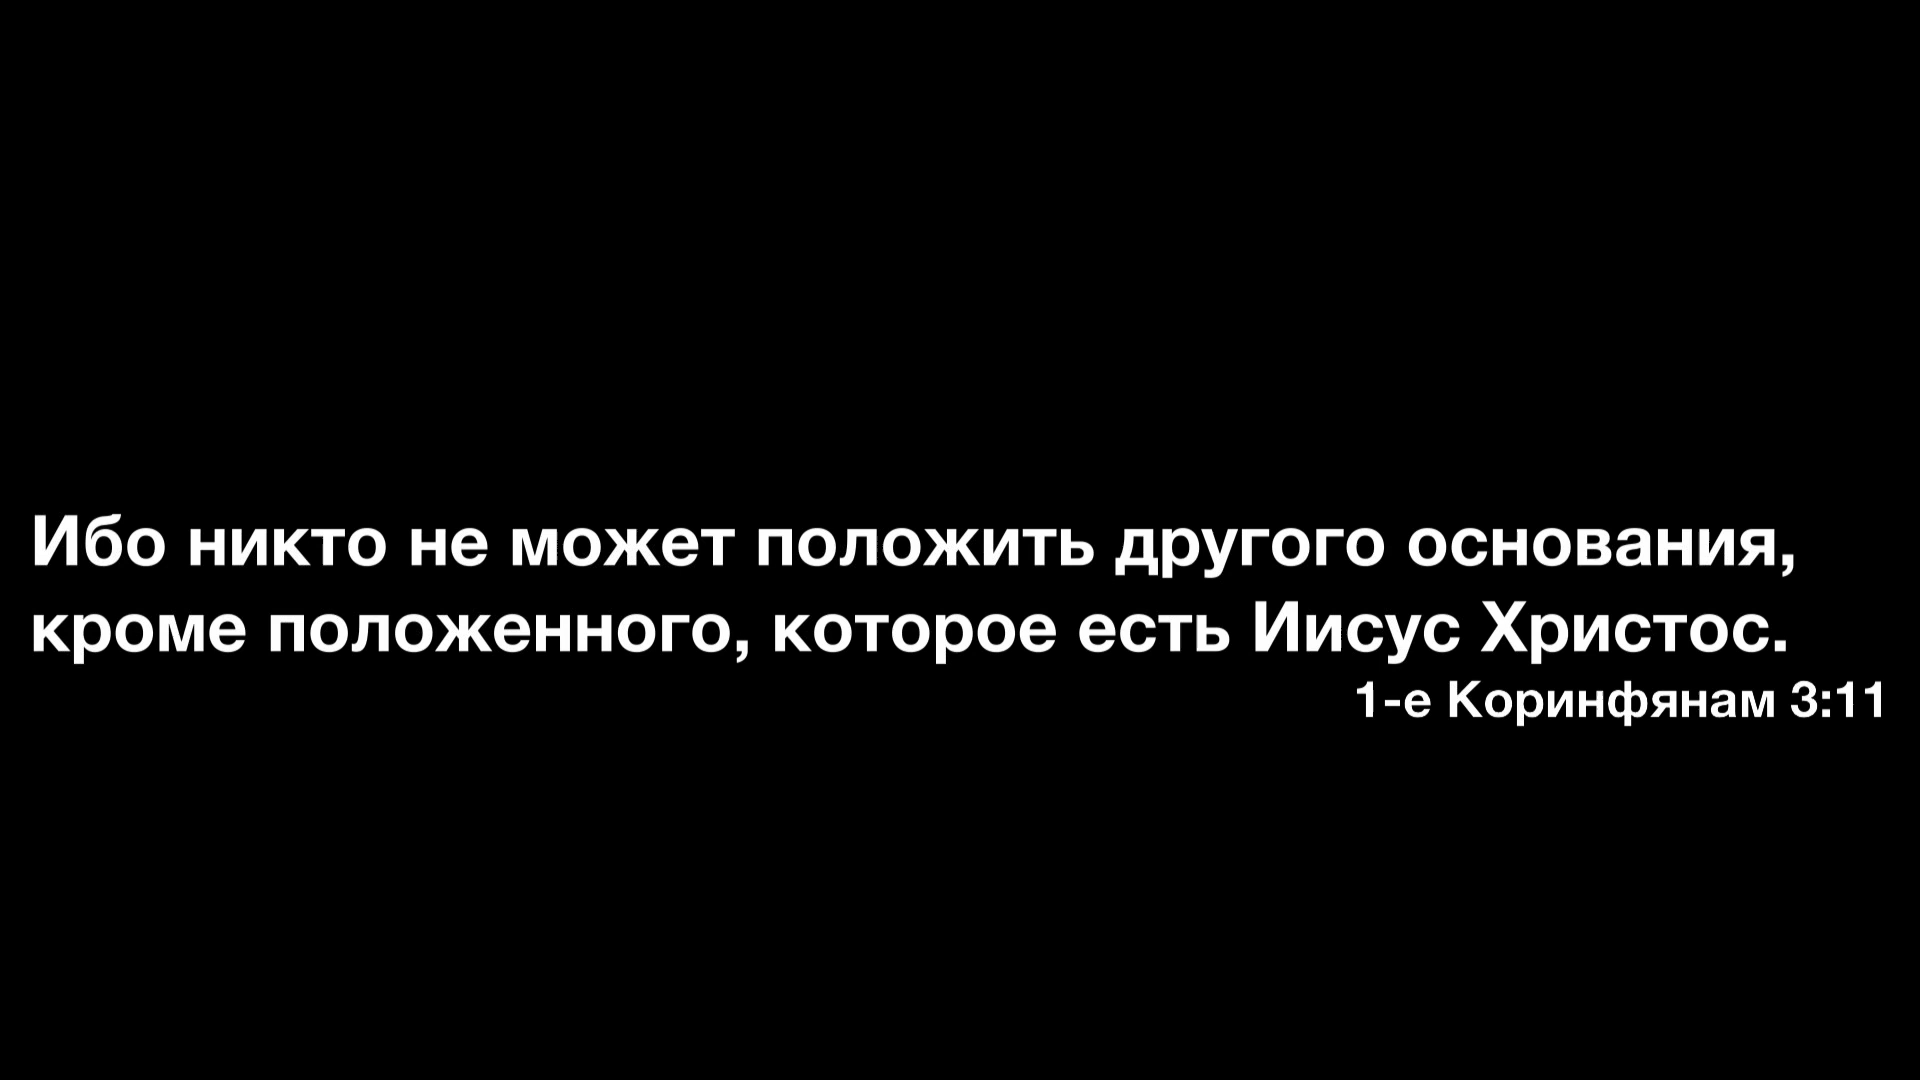 Ибо никто не может положить другого основания,
кроме положенного, которое есть Иисус Христос.
1-е Коринфянам 3:11